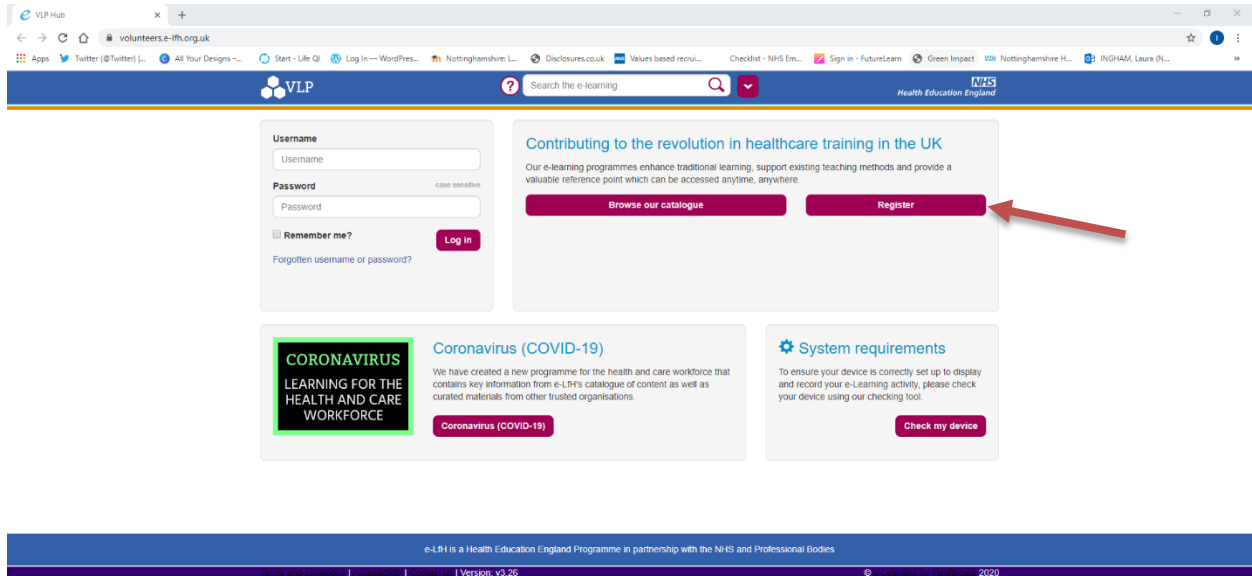 VLP Hub
volunteers.e-lfh.org.uk
Apps Twitter (@Twitter) |... All Your Designs –... Start - Life QI Log In — WordPres... Nottinghamshire: L... Disclosures.co.uk Values based recrui... Checklist - NHS Em... Sign in - FutureLearn Green Impact Nottinghamshire H... INGHAM, Laura (N... »
VLP
? Search the e-learning
NHS
Health Education England
Username
Username
Password case sensitive
Password
Remember me?
Log in
Forgotten username or password?
Contributing to the revolution in healthcare training in the UK
Our e-learning programmes enhance traditional learning, support existing teaching methods and provide a
valuable reference point which can be accessed anytime, anywhere.
Browse our catalogue Register
CORONAVIRUS
LEARNING FOR THE
HEALTH AND CARE
WORKFORCE
Coronavirus (COVID-19)
We have created a new programme for the health and care workforce that
contains key information from e-LfH's catalogue of content as well as
curated materials from other trusted organisations.
Coronavirus (COVID-19)
System requirements
To ensure your device is correctly set up to display
and record your e-Learning activity, please check
your device using our checking tool.
Check my device
e-LfH is a Health Education England Programme in partnership with the NHS and Professional Bodies
Terms and conditions | Accessibility | Contact us | Version: v3.26 © e-Learning for Healthcare 2020